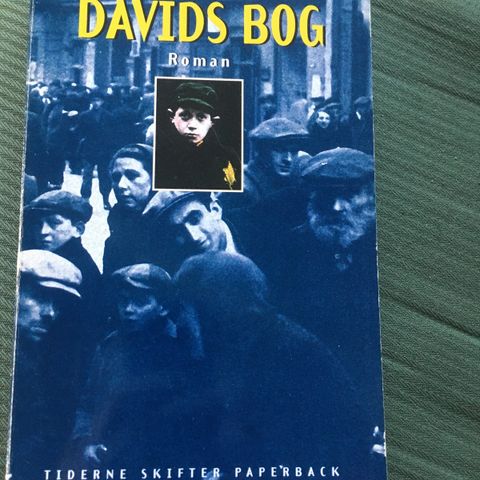 DAVIDS BOG
Roman
TIDERNE SKIFTER PAPERBACK